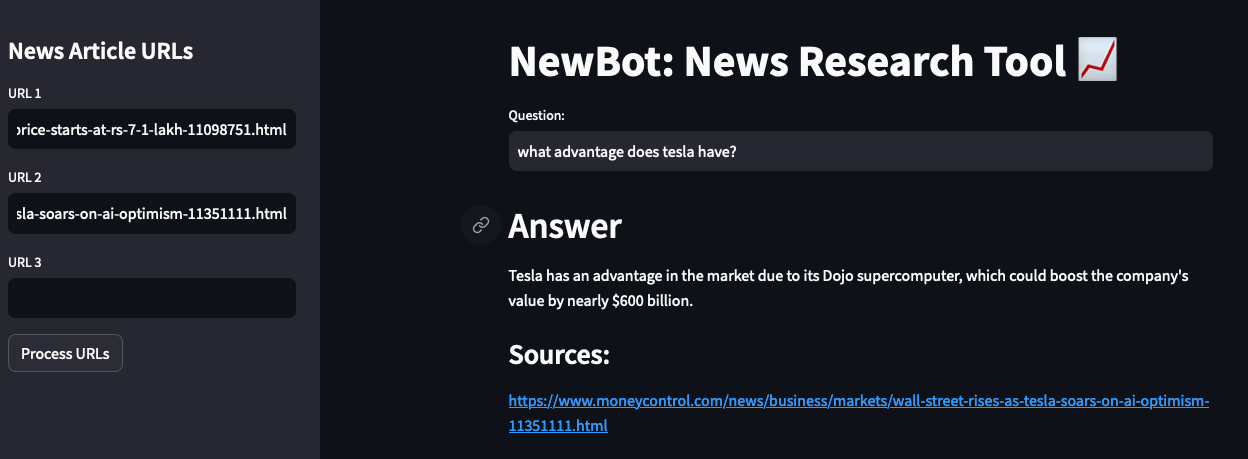 News Article URLs
URL 1
price-starts-at-rs-7-1-lakh-11098751.html
URL 2
sla-soars-on-ai-optimism-11351111.html
URL 3
Process URLs
NewBot: News Research Tool 📈
Question:
what advantage does tesla have?
Answer
Tesla has an advantage in the market due to its Dojo supercomputer, which could boost the company's
value by nearly $600 billion.
Sources:
https://www.moneycontrol.com/news/business/markets/wall-street-rises-as-tesla-soars-on-ai-optimism-
11351111.html